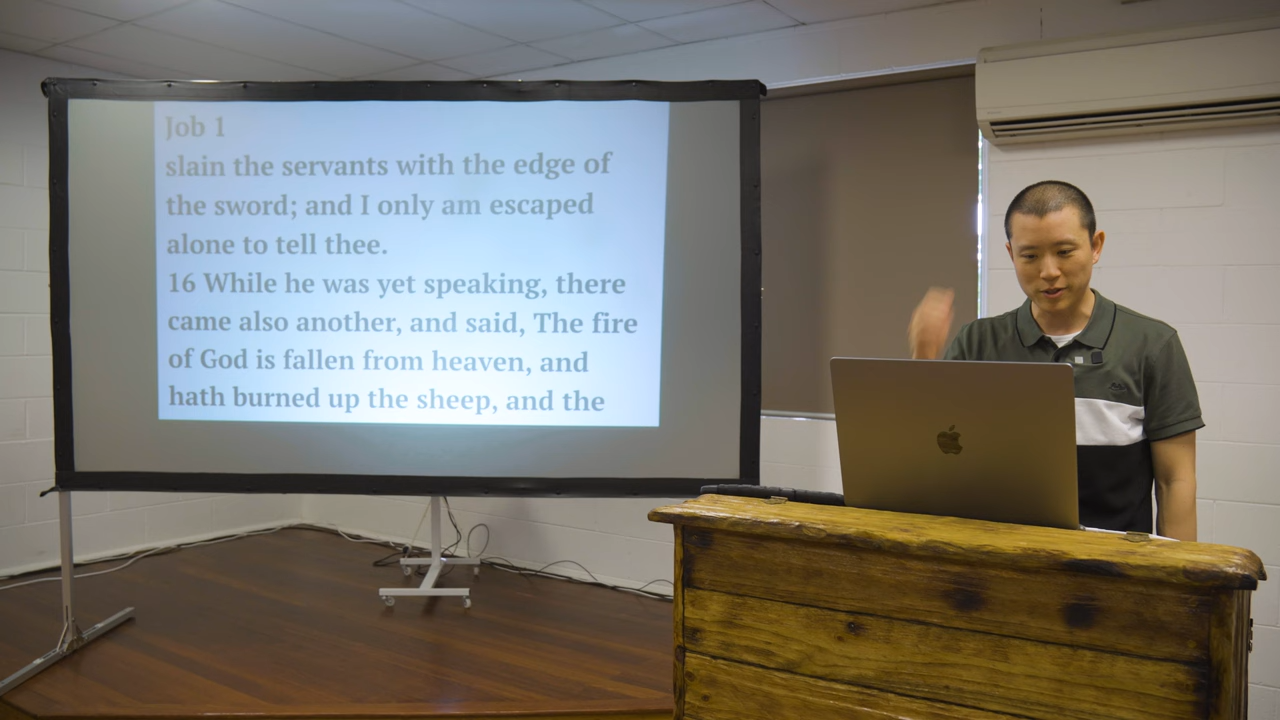 Job 1
slain the servants with the edge of
the sword; and I only am escaped
alone to tell thee.
16 While he was yet speaking, there
came also another, and said, The fire
of God is fallen from heaven, and
hath burned up the sheep, and the